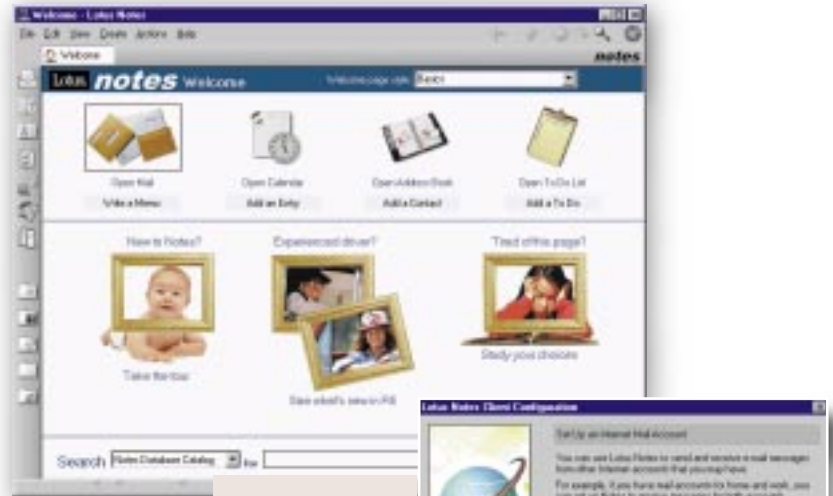 Welcome - Lotus Notes
File Edit View Create Actions Help
Welcome
notes
Lotus notes Welcome
Welcome page style Basics
Open Mail Open Calendar Open Address Book Open To Do List
Write a Memo Add an Entry Add a Contact Add a To Do
New to Notes? Experienced driver? Tired of this page?
Take the tour
See what's new in R5
Study your choices
Search Notes Database Catalog for
Lotus Notes Client Configuration
Set Up an Internet Mail Account
You can use Lotus Notes to send and receive e-mail messages
from other Internet accounts that you may have.
For example, if you have mail accounts for home and work, you